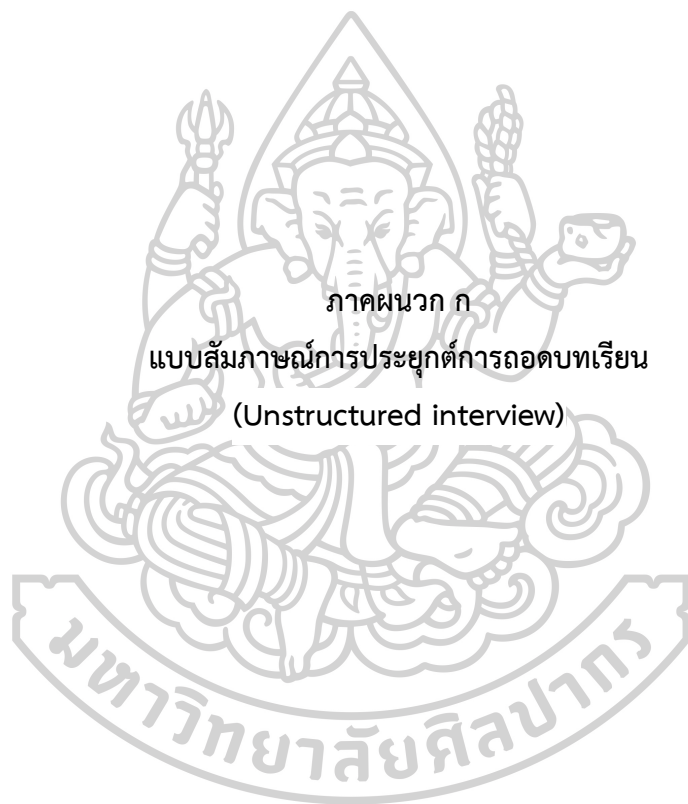 ภาคผนวก ก
แบบสัมภาษณ์การประยุกต์การถอดบทเรียน
(Unstructured interview)
มหาวิทยาลัยศิลปากร